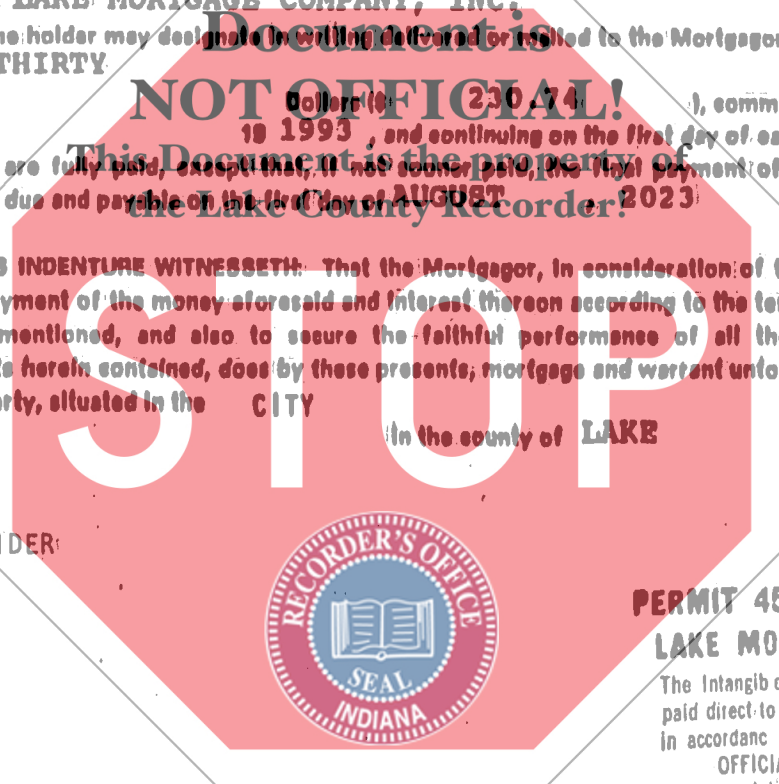 LAKE MORTGAGE COMPANY, INC.
Document is
he holder may designate in writing delivered or mailed to the Mortgagor
THIRTY
NOT OFFICIAL!
Dollars ($ 230.74 ), comm
19 1993 , and continuing on the first day of ea
This Document is the property of
are fully paid, except that, if not sooner paid, the final payment of
the Lake County Recorder!
due and payable on the first day of AUGUST , 2023
S INDENTURE WITNESSETH: That the Mortgagor, in consideration of t
yment of the money aforesaid and interest thereon according to the te
mentioned, and also to secure the faithful performance of all th
s herein contained, does by these presents, mortgage and warrant unto
rty, situated in the CITY
in the county of LAKE
STOP
DER
RECORDER'S OFFICE
SEAL
INDIANA
PERMIT 45
LAKE MO
The Intangib
paid direct to
in accordanc
OFFICIA